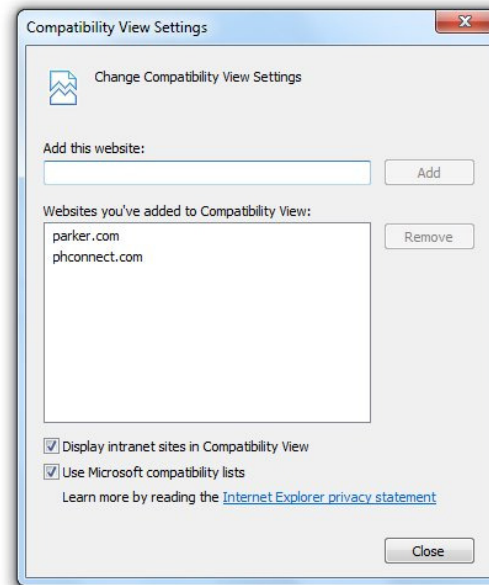 Compatibility View Settings
Change Compatibility View Settings
Add this website:
Add
Websites you've added to Compatibility View:
parker.com
phconnect.com
Remove
Display intranet sites in Compatibility View
Use Microsoft compatibility lists
Learn more by reading the Internet Explorer privacy statement
Close